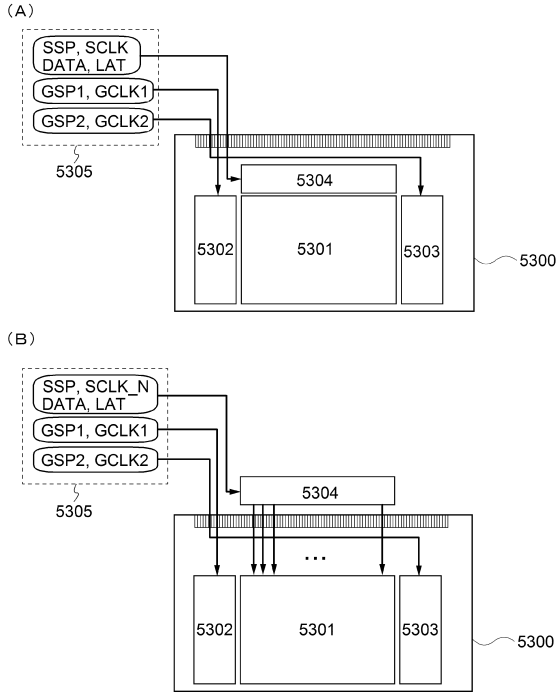 (A)
SSP, SCLK
DATA, LAT
GSP1, GCLK1
GSP2, GCLK2
5305
5304
5302
5301
5303
5300
(B)
SSP, SCLK_N
DATA, LAT
GSP1, GCLK1
GSP2, GCLK2
5305
5304
...
5302
5301
5303
5300